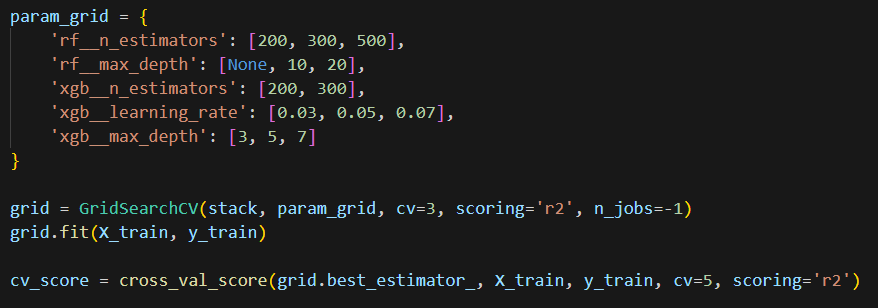 param_grid = {
    'rf__n_estimators': [200, 300, 500],
    'rf__max_depth': [None, 10, 20],
    'xgb__n_estimators': [200, 300],
    'xgb__learning_rate': [0.03, 0.05, 0.07],
    'xgb__max_depth': [3, 5, 7]
}
grid = GridSearchCV(stack, param_grid, cv=3, scoring='r2', n_jobs=-1)
grid.fit(X_train, y_train)
cv_score = cross_val_score(grid.best_estimator_, X_train, y_train, cv=5, scoring='r2')